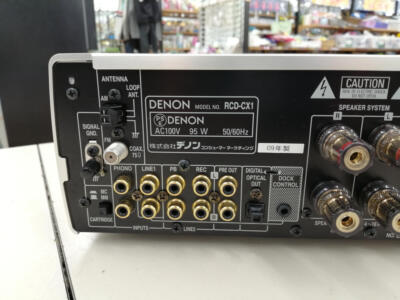 ANTENNA
LOOP ANT.
AM
SIGNAL GND.
FM
COAX. 75Ω
DENON MODEL NO. RCD-CX1
PS E DENON
AC100V 95 W 50/60Hz
株式会社デノン コンシューマー マーケティング
09年製
CAUTION
SPEAKER SYSTEM
R
L
PHONO LINE1 PB REC PRE OUT
L
R
DIGITAL OPTICAL OUT
DOCK CONTROL
MC
MM
CARTRIDGE
INPUTS
LINE2